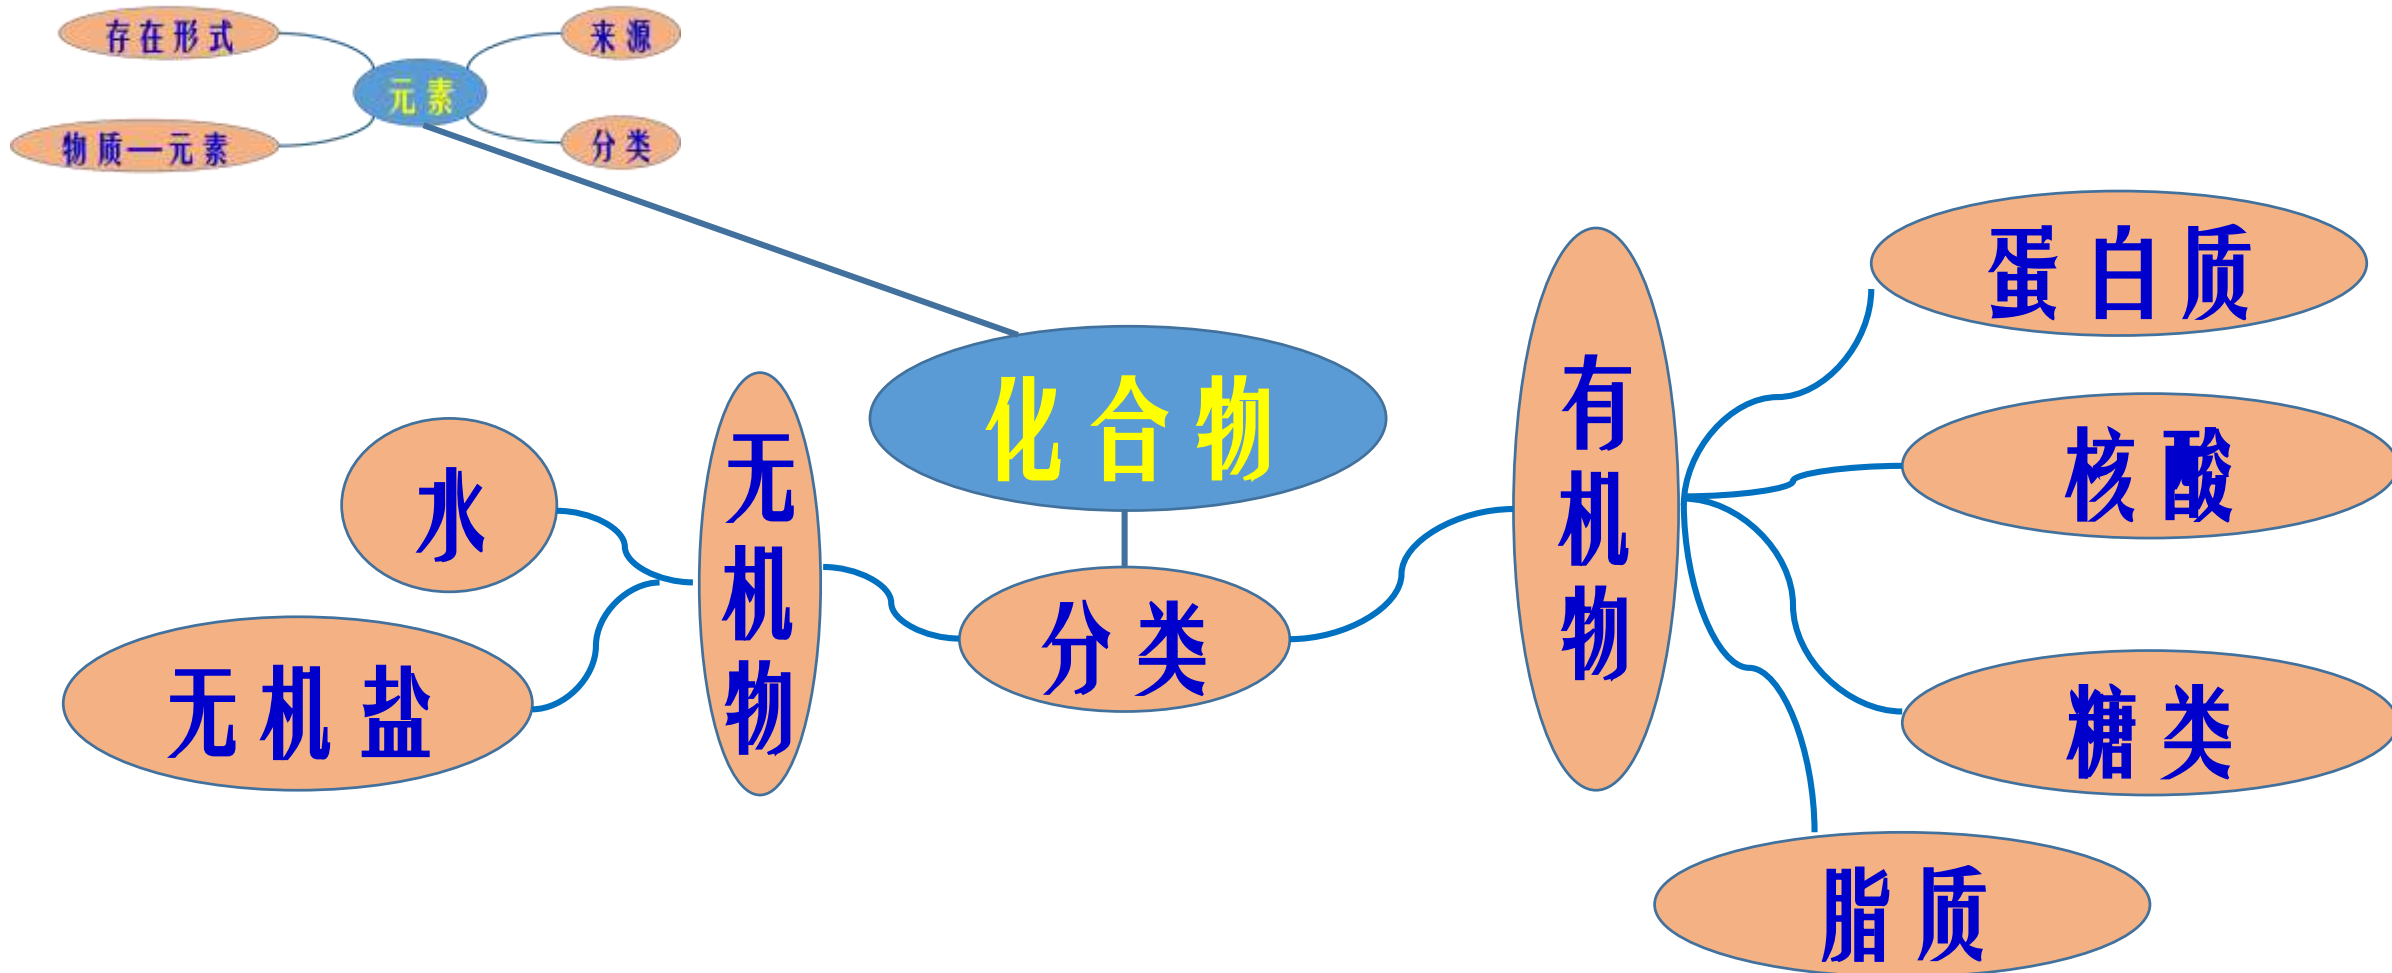 存在形式
来源
元素
物质—元素
分类
化合物
分类
无机物
水
无机盐
有机物
蛋白质
核酸
糖类
脂质